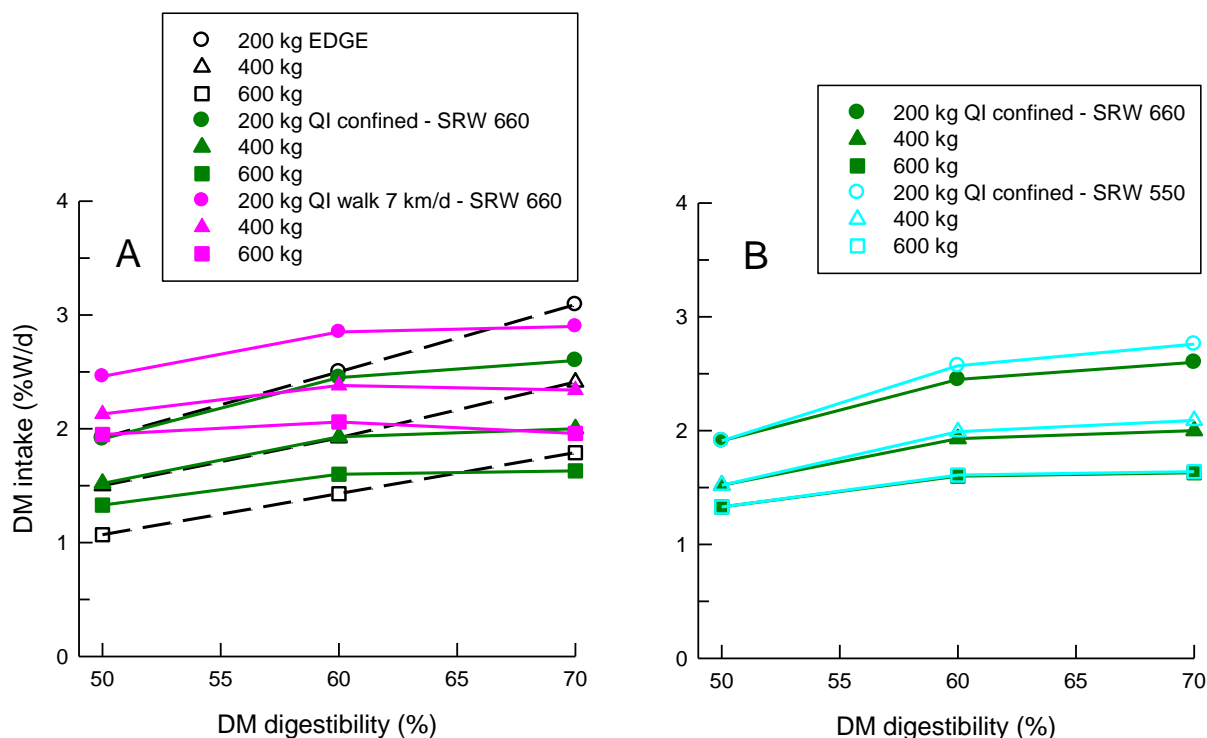 200 kg EDGE
400 kg
600 kg
200 kg QI confined - SRW 660
400 kg
600 kg
200 kg QI walk 7 km/d - SRW 660
400 kg
600 kg
A
4
3
2
1
0
DM intake (%W/d)
50 55 60 65 70
DM digestibility (%)
200 kg QI confined - SRW 660
400 kg
600 kg
200 kg QI confined - SRW 550
400 kg
600 kg
B
4
3
2
1
0
50 55 60 65 70
DM digestibility (%)